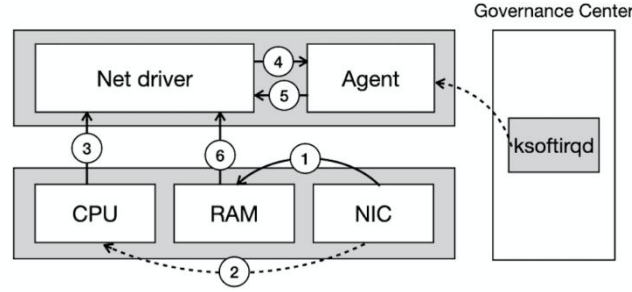 Governance Center
Net driver
4
Agent
5
ksoftirqd
3
6
1
CPU
RAM
NIC
2